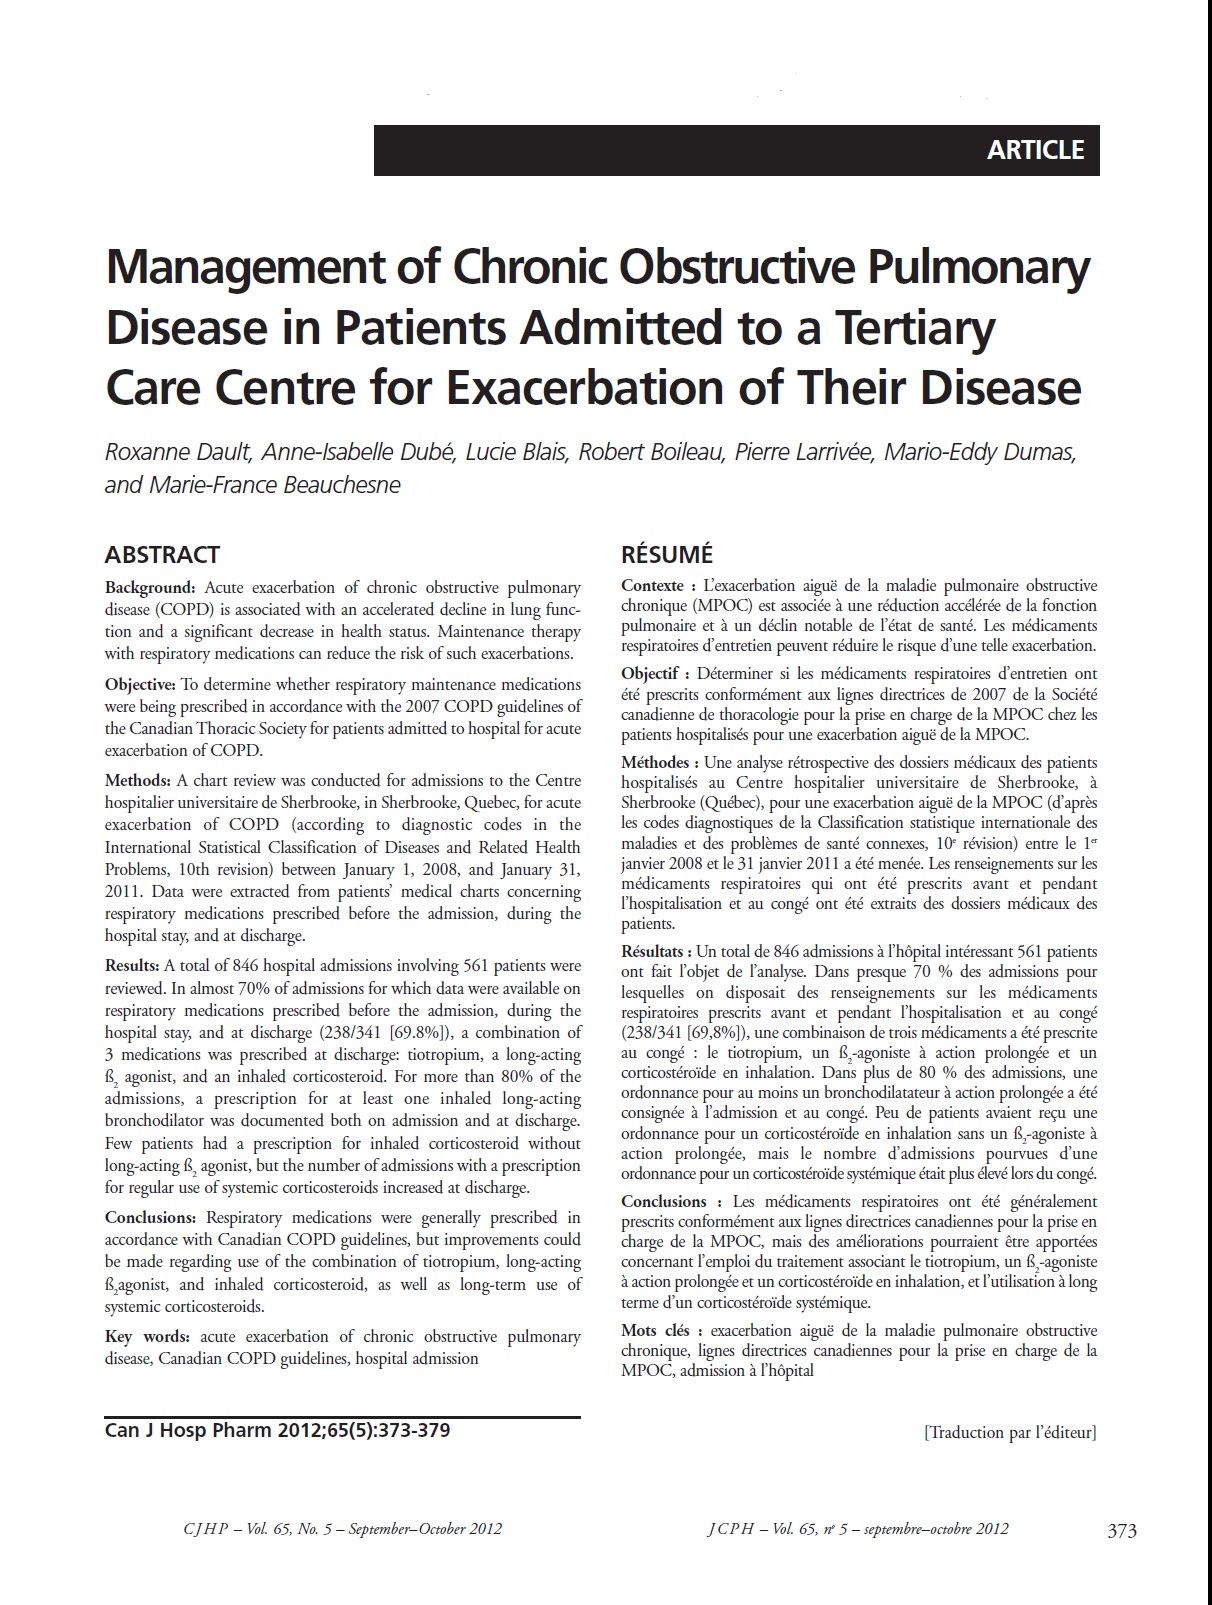 ARTICLE
Management of Chronic Obstructive Pulmonary
Disease in Patients Admitted to a Tertiary
Care Centre for Exacerbation of Their Disease
Roxanne Dault, Anne-Isabelle Dubé, Lucie Blais, Robert Boileau, Pierre Larrivée, Mario-Eddy Dumas,
and Marie-France Beauchesne
ABSTRACT
Background: Acute exacerbation of chronic obstructive pulmonary
disease (COPD) is associated with an accelerated decline in lung func-
tion and a significant decrease in health status. Maintenance therapy
with respiratory medications can reduce the risk of such exacerbations.
Objective: To determine whether respiratory maintenance medications
were being prescribed in accordance with the 2007 COPD guidelines of
the Canadian Thoracic Society for patients admitted to hospital for acute
exacerbation of COPD.
Methods: A chart review was conducted for admissions to the Centre
hospitalier universitaire de Sherbrooke, in Sherbrooke, Quebec, for acute
exacerbation of COPD (according to diagnostic codes in the
International Statistical Classification of Diseases and Related Health
Problems, 10th revision) between January 1, 2008, and January 31,
2011. Data were extracted from patients’ medical charts concerning
respiratory medications prescribed before the admission, during the
hospital stay, and at discharge.
Results: A total of 846 hospital admissions involving 561 patients were
reviewed. In almost 70% of admissions for which data were available on
respiratory medications prescribed before the admission, during the
hospital stay, and at discharge (238/341 [69.8%]), a combination of
3 medications was prescribed at discharge: tiotropium, a long-acting
ß2 agonist, and an inhaled corticosteroid. For more than 80% of the
admissions, a prescription for at least one inhaled long-acting
bronchodilator was documented both on admission and at discharge.
Few patients had a prescription for inhaled corticosteroid without
long-acting ß2 agonist, but the number of admissions with a prescription
for regular use of systemic corticosteroids increased at discharge.
Conclusions: Respiratory medications were generally prescribed in
accordance with Canadian COPD guidelines, but improvements could
be made regarding use of the combination of tiotropium, long-acting
ß2agonist, and inhaled corticosteroid, as well as long-term use of
systemic corticosteroids.
Key words: acute exacerbation of chronic obstructive pulmonary
disease, Canadian COPD guidelines, hospital admission
Can J Hosp Pharm 2012;65(5):373-379
RÉSUMÉ
Contexte : L’exacerbation aiguë de la maladie pulmonaire obstructive
chronique (MPOC) est associée à une réduction accélérée de la fonction
pulmonaire et à un déclin notable de l’état de santé. Les médicaments
respiratoires d’entretien peuvent réduire le risque d’une telle exacerbation.
Objectif : Déterminer si les médicaments respiratoires d’entretien ont
été prescrits conformément aux lignes directrices de 2007 de la Société
canadienne de thoracologie pour la prise en charge de la MPOC chez les
patients hospitalisés pour une exacerbation aiguë de la MPOC.
Méthodes : Une analyse rétrospective des dossiers médicaux des patients
hospitalisés au Centre hospitalier universitaire de Sherbrooke, à
Sherbrooke (Québec), pour une exacerbation aiguë de la MPOC (d’après
les codes diagnostiques de la Classification statistique internationale des
maladies et des problèmes de santé connexes, 10e révision) entre le 1er
janvier 2008 et le 31 janvier 2011 a été menée. Les renseignements sur les
médicaments respiratoires qui ont été prescrits avant et pendant
l’hospitalisation et au congé ont été extraits des dossiers médicaux des
patients.
Résultats : Un total de 846 admissions à l’hôpital intéressant 561 patients
ont fait l’objet de l’analyse. Dans presque 70 % des admissions pour
lesquelles on disposait des renseignements sur les médicaments
respiratoires prescrits avant et pendant l’hospitalisation et au congé
(238/341 [69,8%]), une combinaison de trois médicaments a été prescrite
au congé : le tiotropium, un ß2-agoniste à action prolongée et un
corticostéroïde en inhalation. Dans plus de 80 % des admissions, une
ordonnance pour au moins un bronchodilatateur à action prolongée a été
consignée à l’admission et au congé. Peu de patients avaient reçu une
ordonnance pour un corticostéroïde en inhalation sans un ß2-agoniste à
action prolongée, mais le nombre d’admissions pourvues d’une
ordonnance pour un corticostéroïde systémique était plus élevé lors du congé.
Conclusions : Les médicaments respiratoires ont été généralement
prescrits conformément aux lignes directrices canadiennes pour la prise en
charge de la MPOC, mais des améliorations pourraient être apportées
concernant l’emploi du traitement associant le tiotropium, un ß2-agoniste
à action prolongée et un corticostéroïde en inhalation, et l’utilisation à long
terme d’un corticostéroïde systémique.
Mots clés : exacerbation aiguë de la maladie pulmonaire obstructive
chronique, lignes directrices canadiennes pour la prise en charge de la
MPOC, admission à l’hôpital
[Traduction par l’éditeur]
CJHP – Vol. 65, No. 5 – September–October 2012
JCPH – Vol. 65, nº 5 – septembre–octobre 2012
373